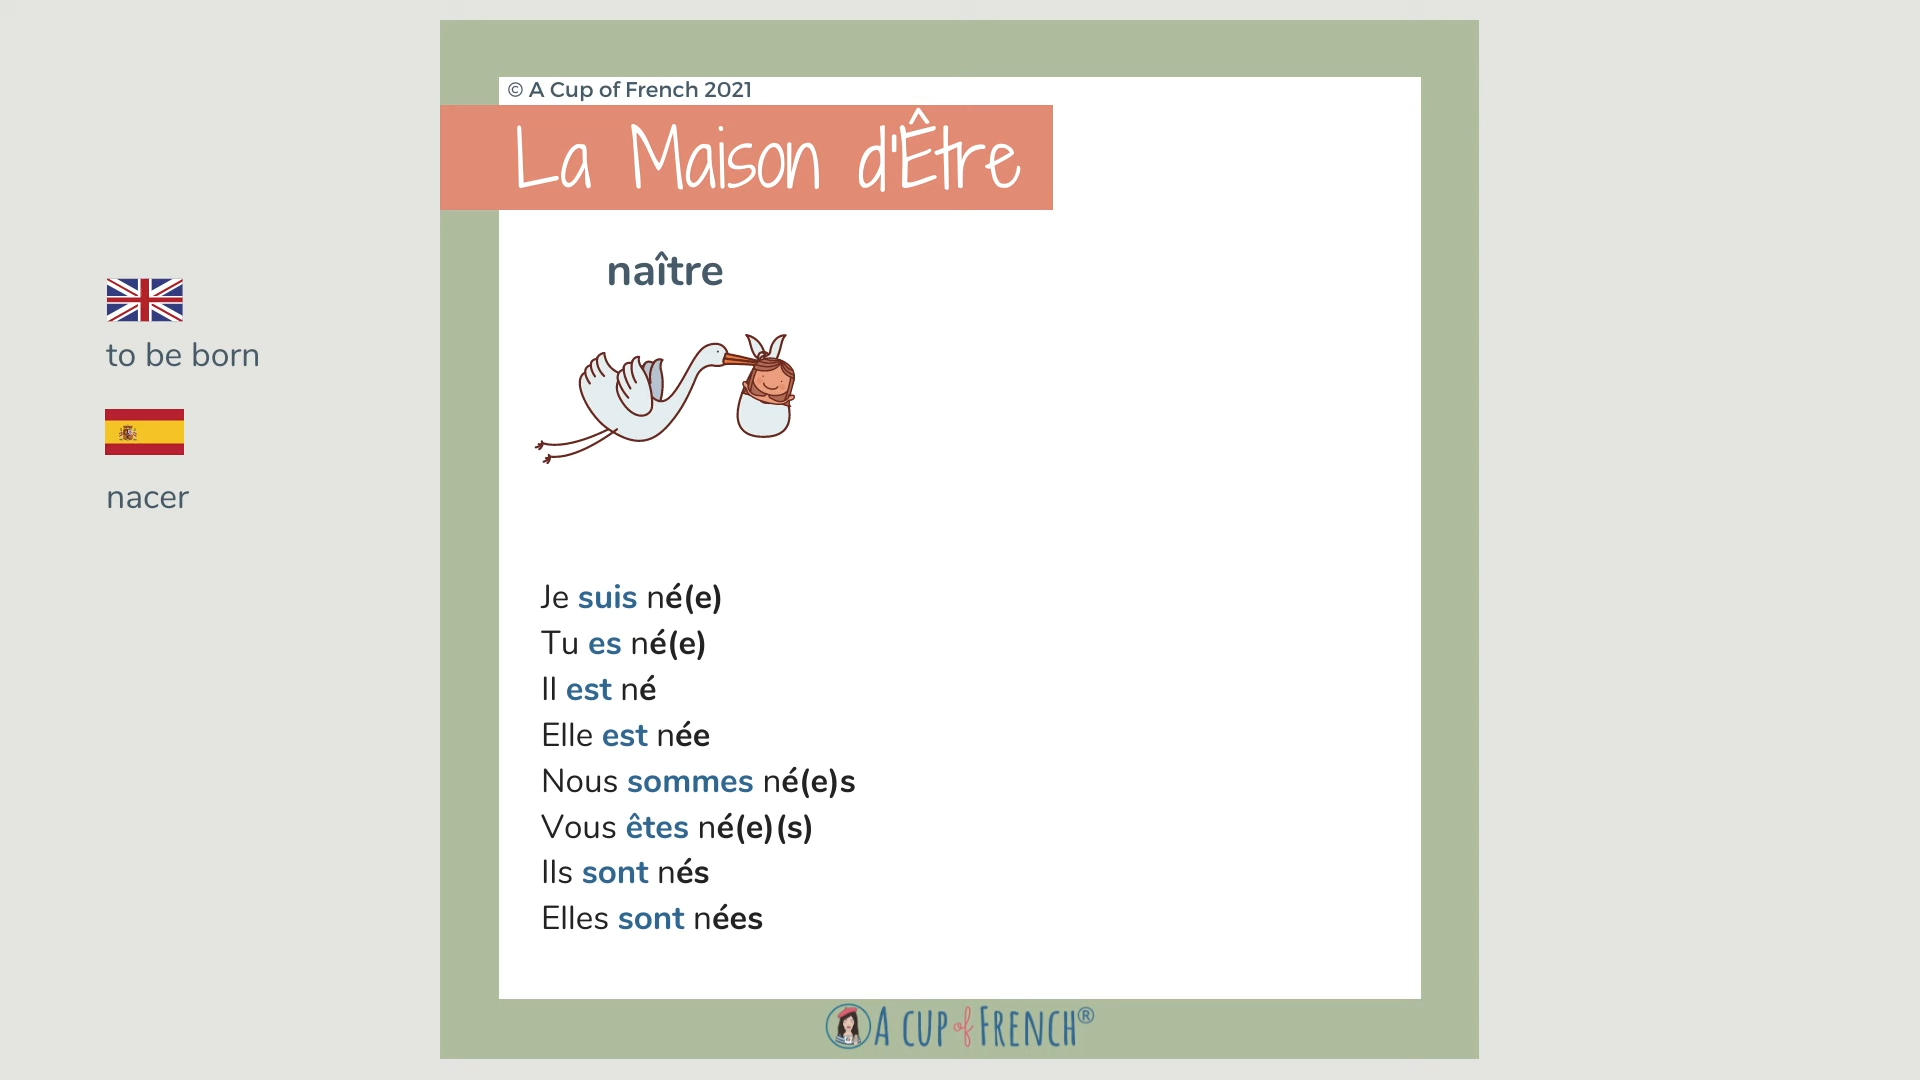 © A Cup of French 2021
La Maison d'Être
naître
to be born
nacer
Je suis né(e)
Tu es né(e)
Il est né
Elle est née
Nous sommes né(e)s
Vous êtes né(e)(s)
Ils sont nés
Elles sont nées
A CUP of FRENCH®